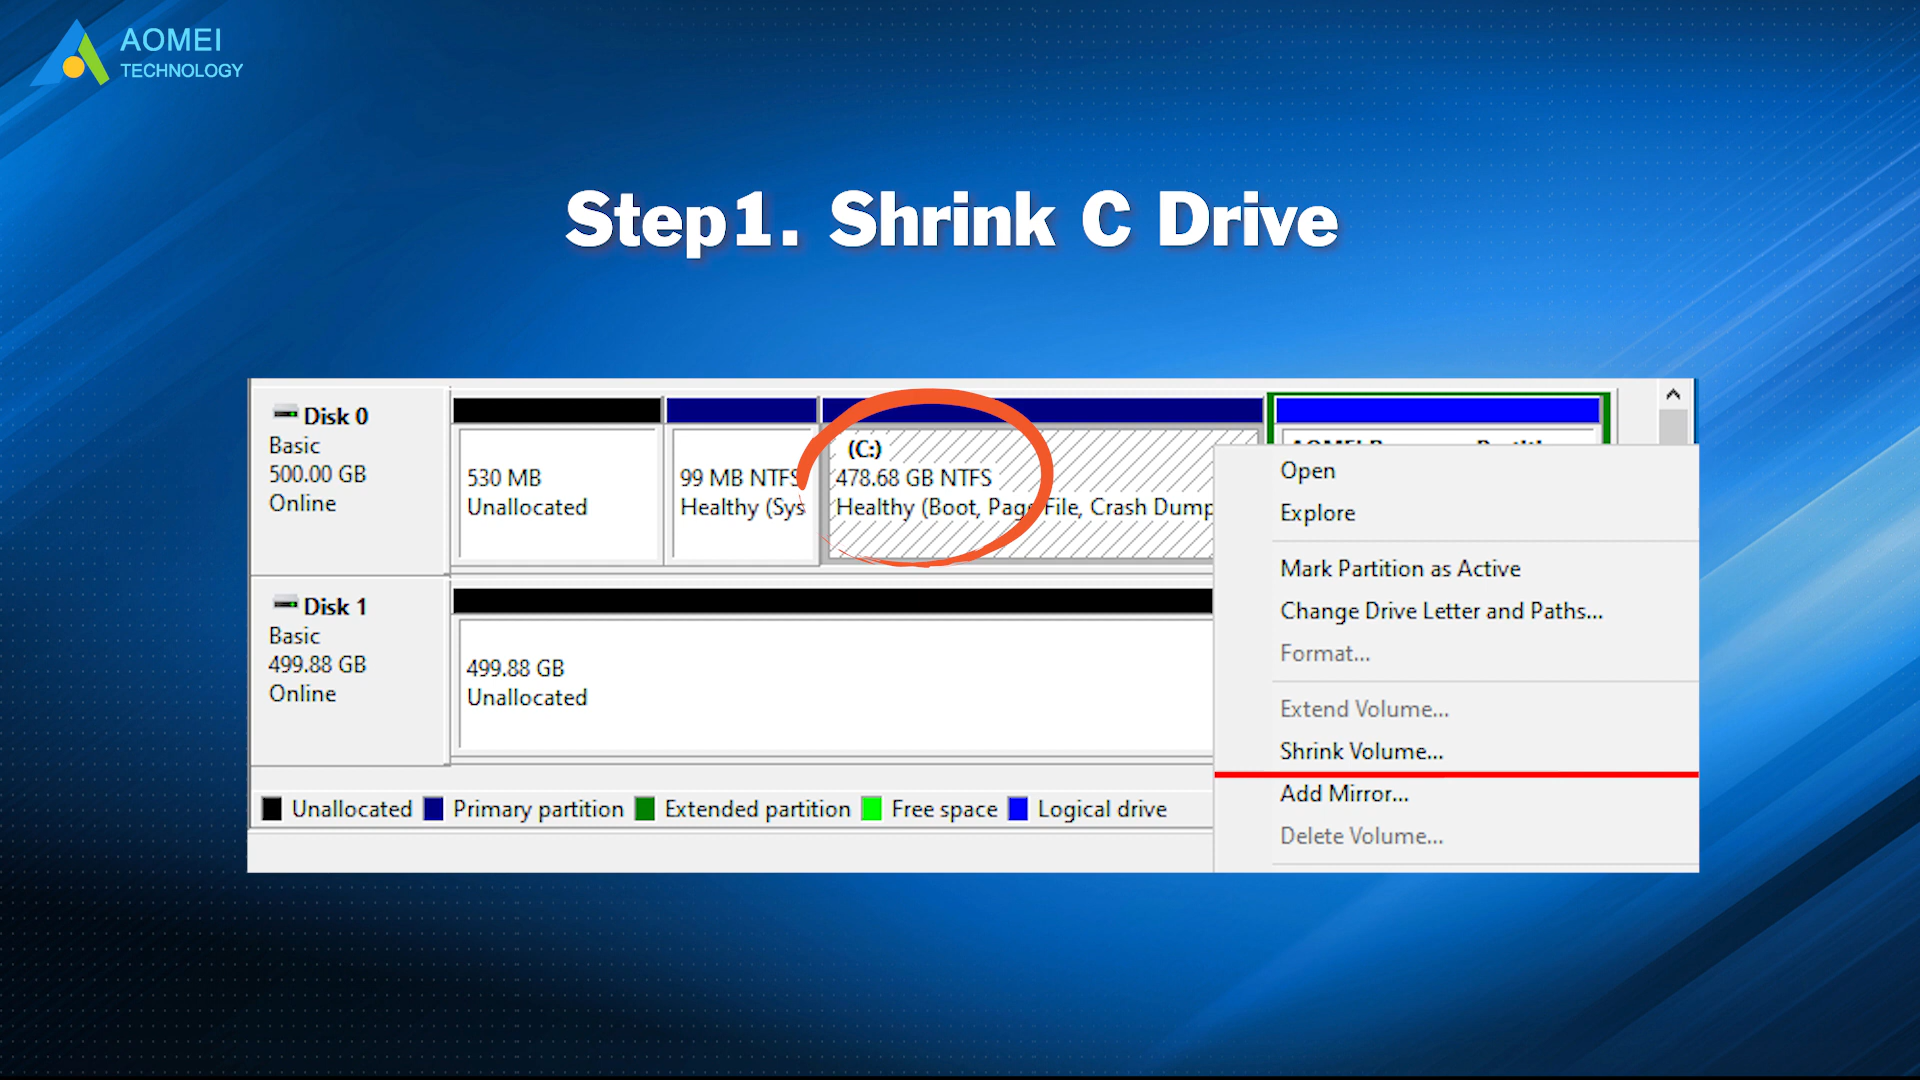 AOMEI
TECHNOLOGY
Step1. Shrink C Drive
Disk 0
Basic
500.00 GB
Online
530 MB
Unallocated
99 MB NTFS
Healthy (Sys
(C:)
478.68 GB NTFS
Healthy (Boot, Page File, Crash Dump
Disk 1
Basic
499.88 GB
Online
499.88 GB
Unallocated
Unallocated Primary partition Extended partition Free space Logical drive
Open
Explore
Mark Partition as Active
Change Drive Letter and Paths...
Format...
Extend Volume...
Shrink Volume...
Add Mirror...
Delete Volume...